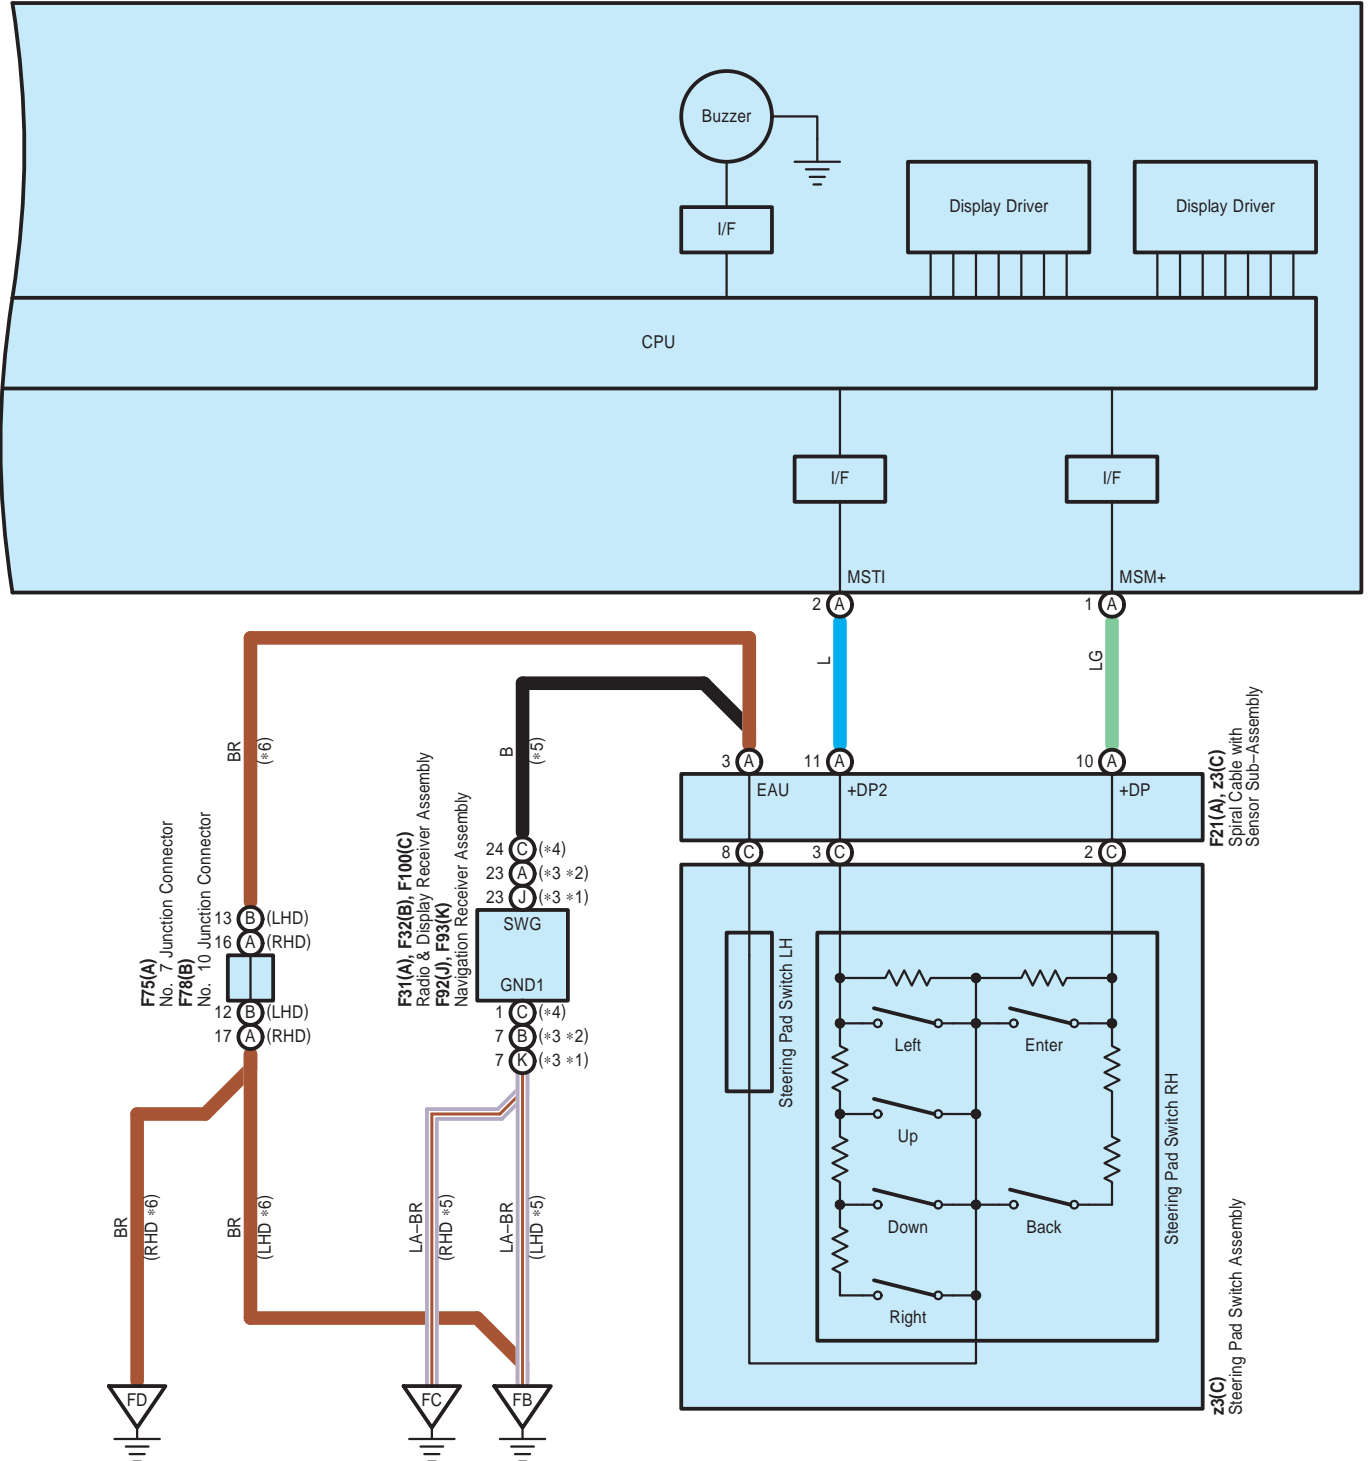 Buzzer
I/F
Display Driver
Display Driver
CPU
I/F
I/F
MSTI
MSM+
2 A
1 A
L
LG
BR
(*6)
B
(*5)
3 A
11 A
10 A
EAU
+DP2
+DP
F21(A), z3(C)
Spiral Cable with
Sensor Sub-Assembly
8 C
3 C
2 C
24 C (*4)
23 A (*3 *2)
23 J (*3 *1)
SWG
GND1
1 C (*4)
7 B (*3 *2)
7 K (*3 *1)
F31(A), F32(B), F100(C)
Radio & Display Receiver Assembly
F92(J), F93(K)
Navigation Receiver Assembly
13 B (LHD)
16 A (RHD)
12 B (LHD)
17 A (RHD)
F75(A)
No. 7 Junction Connector
F78(B)
No. 10 Junction Connector
Steering Pad Switch LH
Left
Enter
Up
Down
Back
Right
Steering Pad Switch RH
z3(C)
Steering Pad Switch Assembly
BR
(RHD *6)
BR
(LHD *6)
LA-BR
(RHD *5)
LA-BR
(LHD *5)
FD
FC
FB